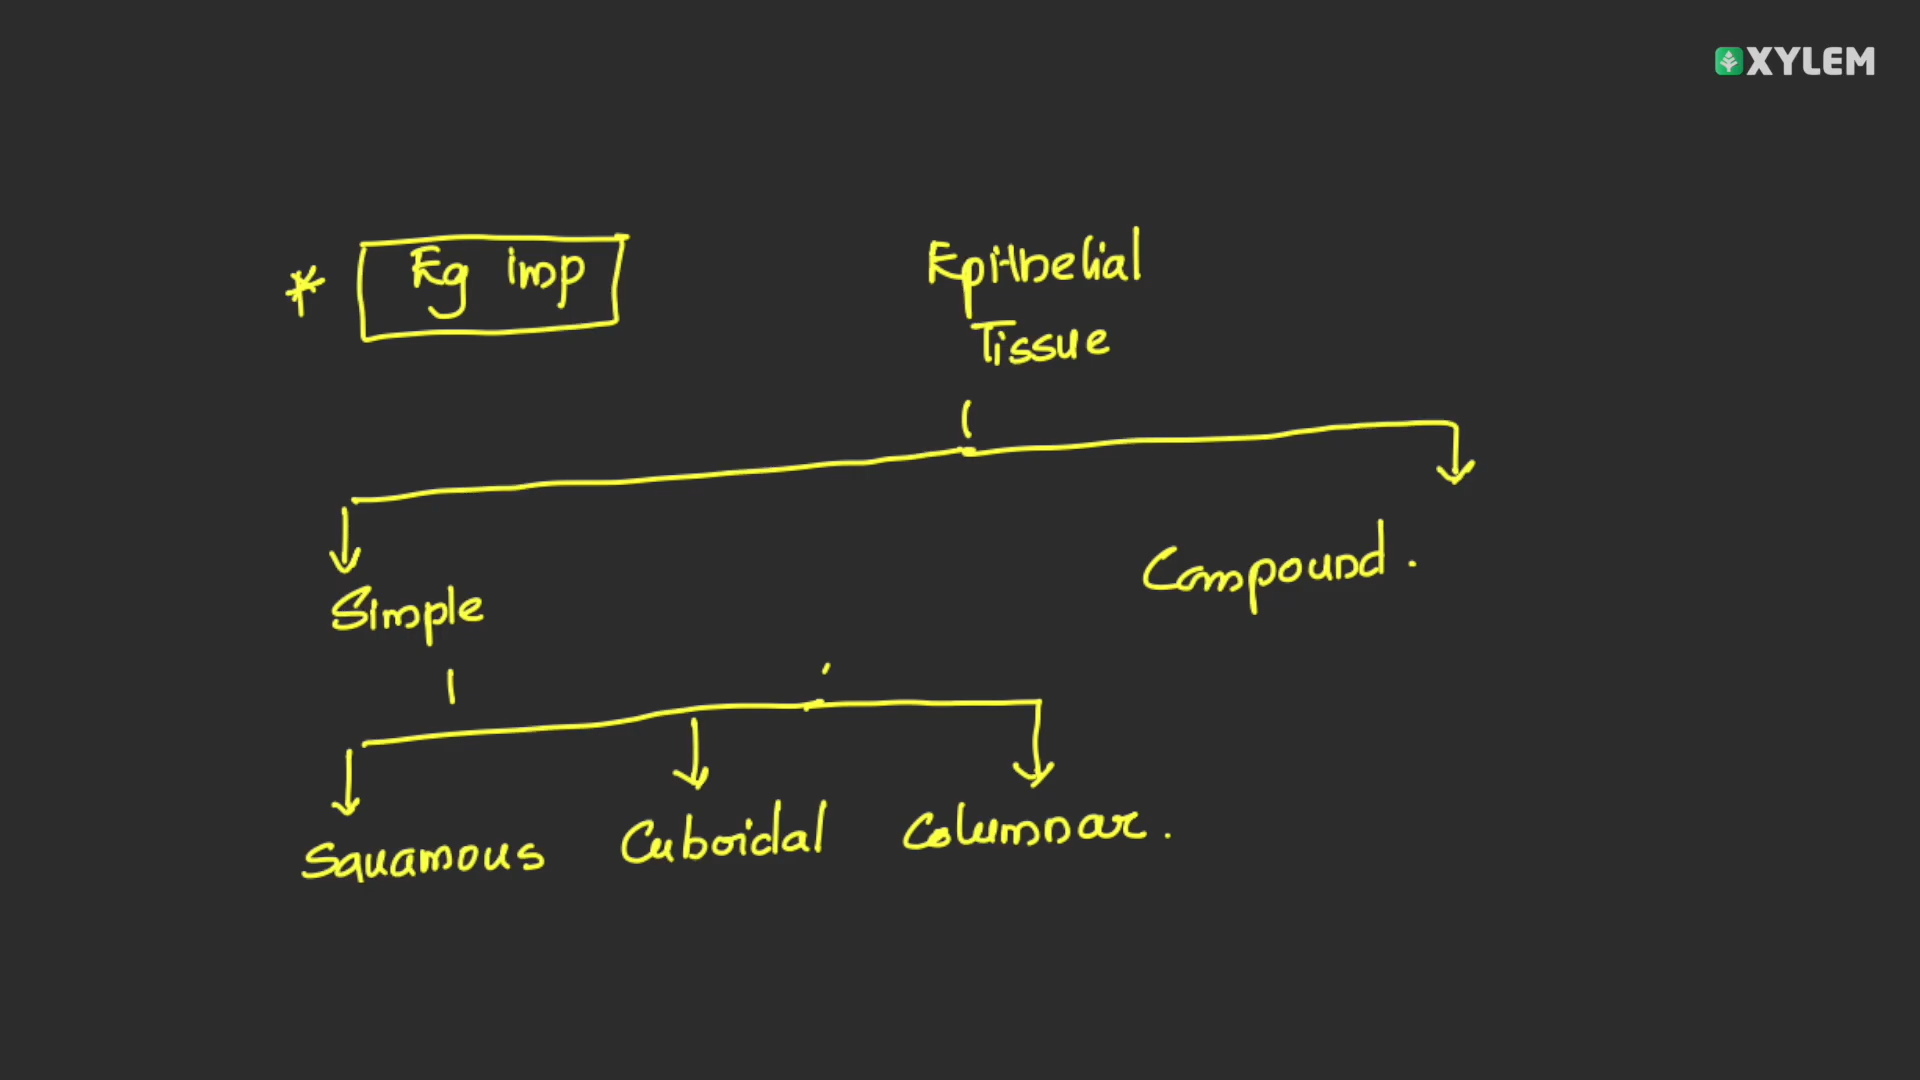 XYLEM
* Eg imp
Epithelial
Tissue
Simple
Compound.
Squamous Cuboidal Columnar.